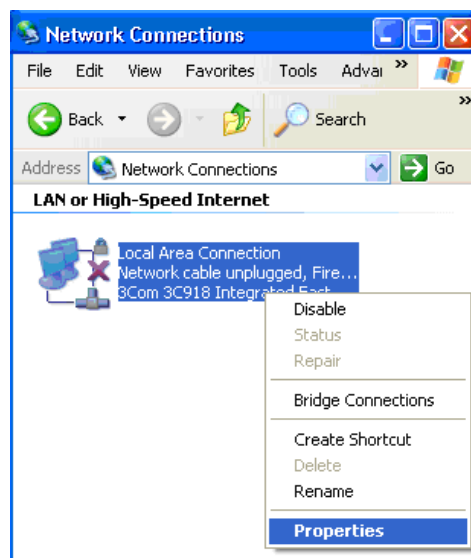 Network Connections
File Edit View Favorites Tools Advai »
Back Search »
Address Network Connections Go
LAN or High-Speed Internet
Local Area Connection
Network cable unplugged, Fire...
3Com 3C918 Integrated Fast
Disable
Status
Repair
Bridge Connections
Create Shortcut
Delete
Rename
Properties